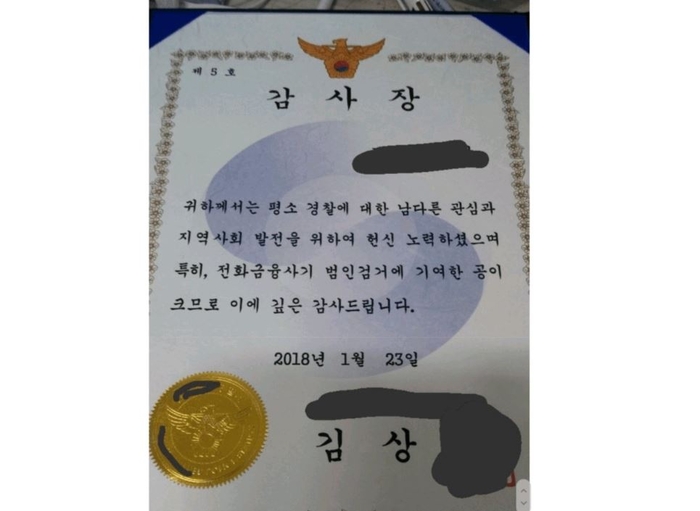 제 5 호
감 사 장
귀하께서는 평소 경찰에 대한 남다른 관심과
지역사회 발전을 위하여 헌신 노력하셨으며
특히, 전화금융사기 범인검거에 기여한 공이
크므로 이에 깊은 감사드립니다.
2018년 1월 23일
김 상